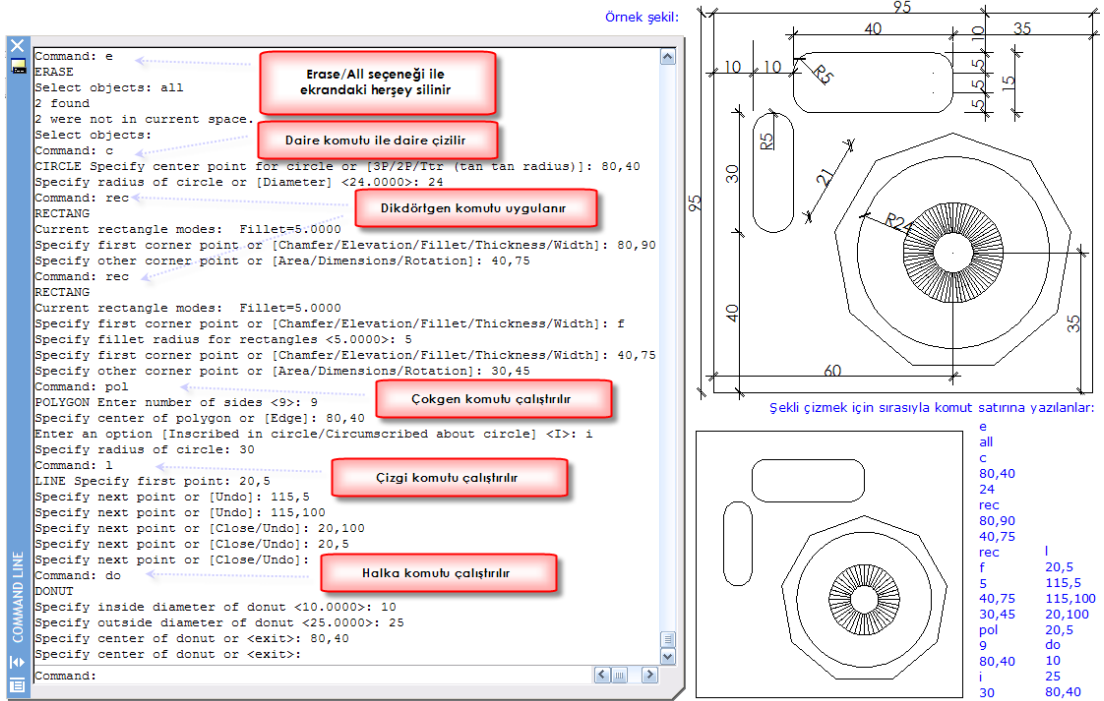 Örnek şekil:
Command: e
ERASE
Select objects: all
2 found
2 were not in current space.
Select objects:
Command: c
CIRCLE Specify center point for circle or [3P/2P/Ttr (tan tan radius)]: 80,40
Specify radius of circle or [Diameter] <24.0000>: 24
Command: rec
RECTANG
Current rectangle modes:  Fillet=5.0000
Specify first corner point or [Chamfer/Elevation/Fillet/Thickness/Width]: 80,90
Specify other corner point or [Area/Dimensions/Rotation]: 40,75
Command: rec
RECTANG
Current rectangle modes:  Fillet=5.0000
Specify first corner point or [Chamfer/Elevation/Fillet/Thickness/Width]: f
Specify fillet radius for rectangles <5.0000>: 5
Specify first corner point or [Chamfer/Elevation/Fillet/Thickness/Width]: 40,75
Specify other corner point or [Area/Dimensions/Rotation]: 30,45
Command: pol
POLYGON Enter number of sides <9>: 9
Specify center of polygon or [Edge]: 80,40
Enter an option [Inscribed in circle/Circumscribed about circle] <I>: i
Specify radius of circle: 30
Command: l
LINE Specify first point: 20,5
Specify next point or [Undo]: 115,5
Specify next point or [Undo]: 115,100
Specify next point or [Close/Undo]: 20,100
Specify next point or [Close/Undo]: 20,5
Specify next point or [Close/Undo]:
Command: do
DONUT
Specify inside diameter of donut <10.0000>: 10
Specify outside diameter of donut <25.0000>: 25
Specify center of donut or <exit>: 80,40
Specify center of donut or <exit>:
Command:
COMMAND LINE
Erase/All seçeneği ile
ekrandaki herşey silinir
Daire komutu ile daire çizilir
Dikdörtgen komutu uygulanır
Çokgen komutu çalıştırılır
Çizgi komutu çalıştırılır
Halka komutu çalıştırılır
95
40
10
35
10
10
R5
5
5
5
15
R5
30
21
95
R24
40
35
60
Şekli çizmek için sırasıyla komut satırına yazılanlar:
e
all
c
80,40
24
rec
80,90
40,75
rec
f
5
40,75
30,45
pol
9
80,40
i
30
l
20,5
115,5
115,100
20,100
20,5
do
10
25
80,40